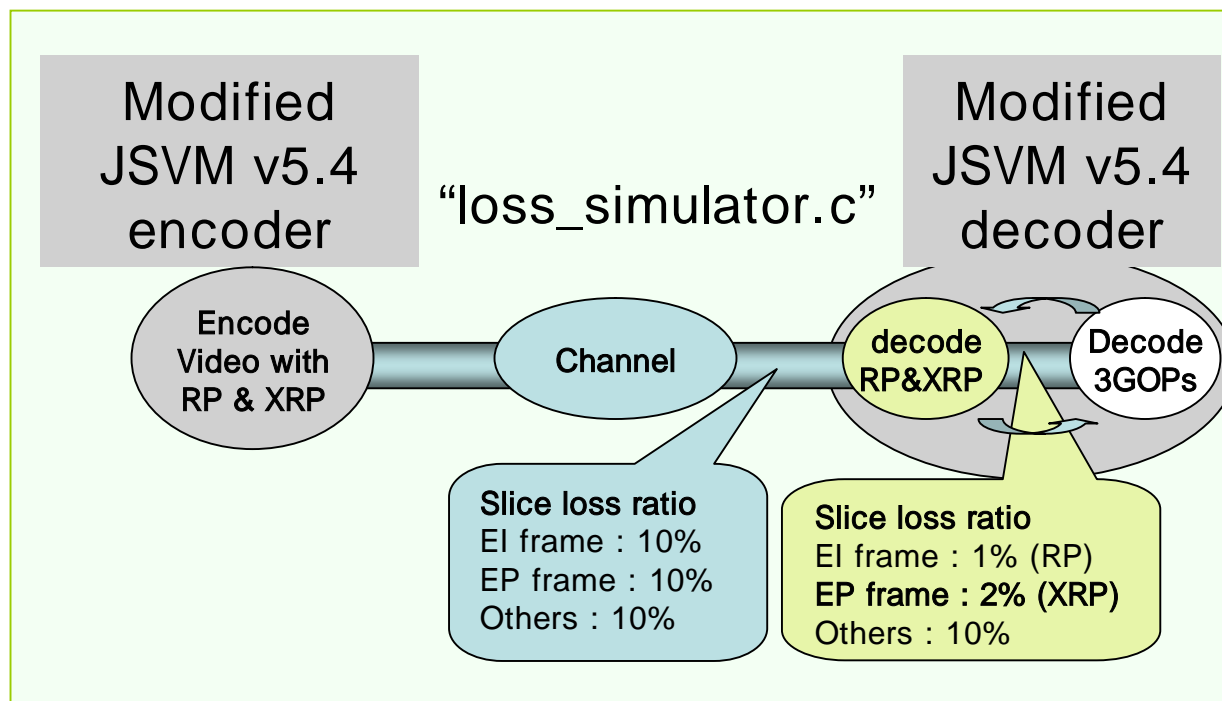 Modified
JSVM v5.4
encoder
“loss_simulator.c”
Modified
JSVM v5.4
decoder
Encode
Video with
RP & XRP
Channel
decode
RP&XRP
Decode
3GOPs
Slice loss ratio
EI frame : 10%
EP frame : 10%
Others : 10%
Slice loss ratio
EI frame : 1% (RP)
EP frame : 2% (XRP)
Others : 10%